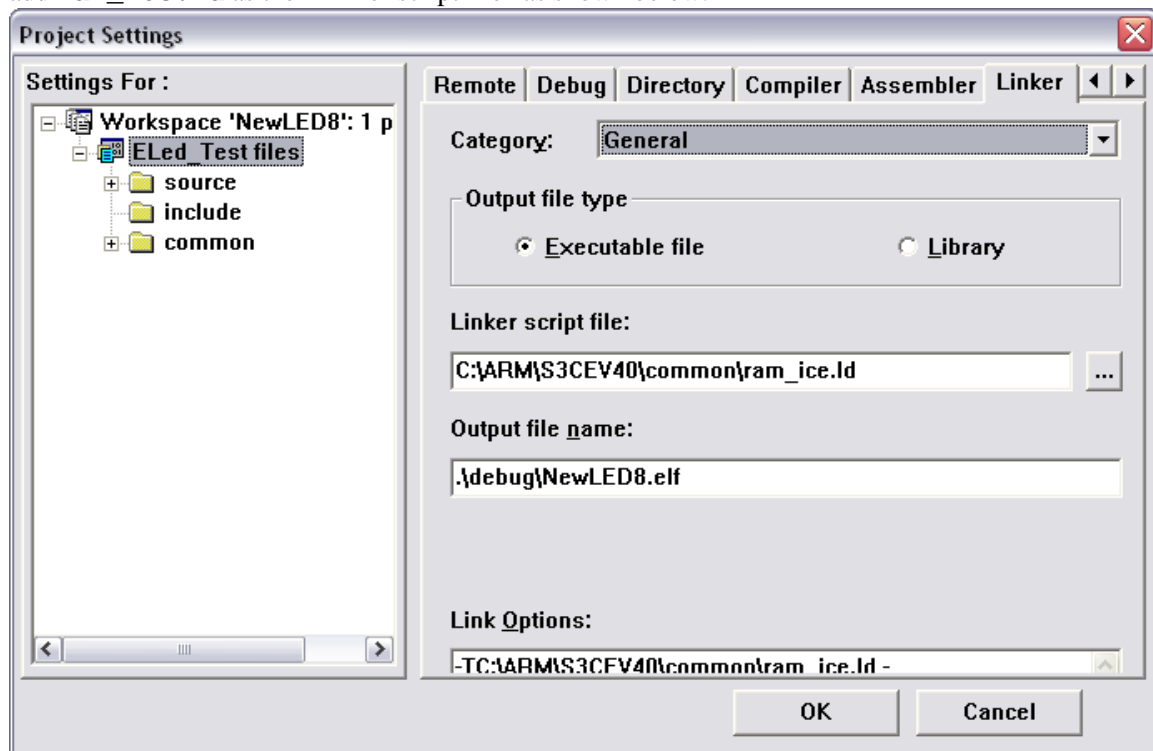 Project Settings
Settings For :
Workspace 'NewLED8': 1 p
ELed_Test files
source
include
common
Remote Debug Directory Compiler Assembler Linker
Category: General
Output file type
Executable file Library
Linker script file:
C:\ARM\S3CEV40\common\ram_ice.ld
...
Output file name:
.\debug\NewLED8.elf
Link Options:
-TC:\ARM\S3CEV40\common\ram_ice.ld -
OK Cancel